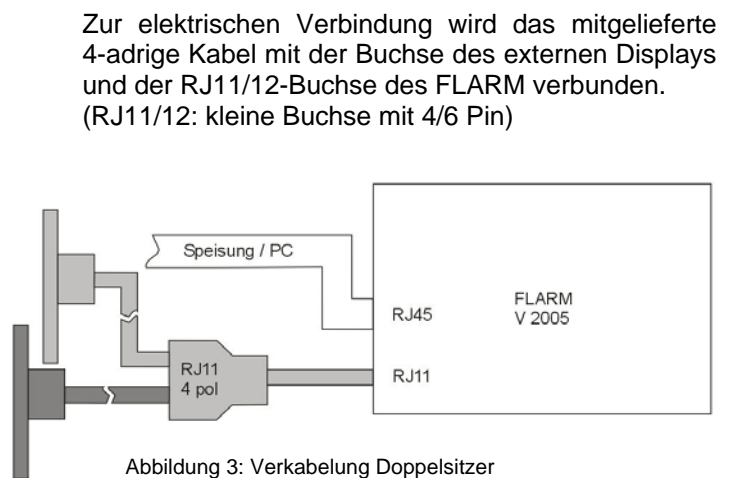 Zur elektrischen Verbindung wird das mitgelieferte
4-adrige Kabel mit der Buchse des externen Displays
und der RJ11/12-Buchse des FLARM verbunden.
(RJ11/12: kleine Buchse mit 4/6 Pin)
Speisung / PC
RJ45
FLARM
V 2005
RJ11
4 pol
RJ11
Abbildung 3: Verkabelung Doppelsitzer